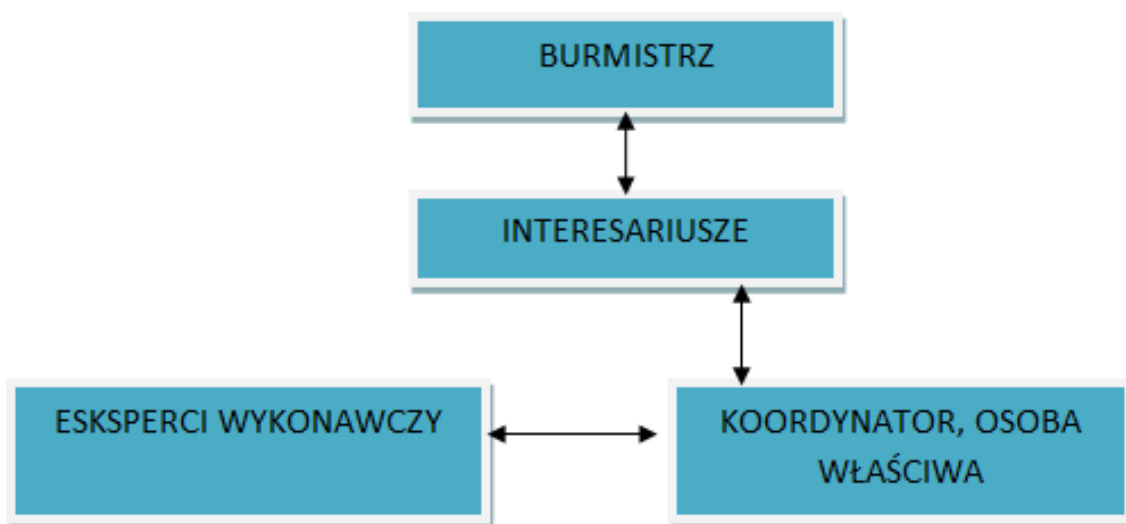 BURMISTRZ
INTERESARIUSZE
ESKSPERCI WYKONAWCZY
KOORDYNATOR, OSOBA
WŁAŚCIWA